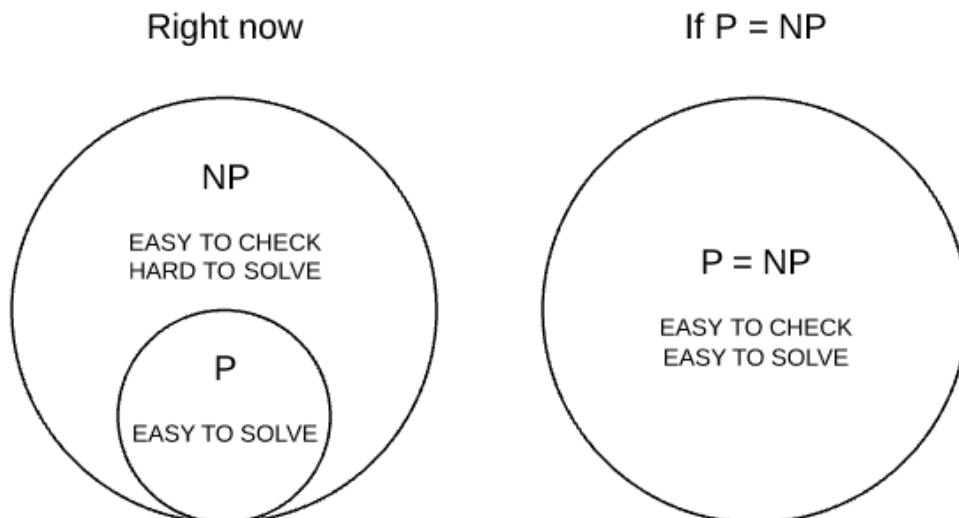 Right now
If P = NP
NP
EASY TO CHECK
HARD TO SOLVE
P
EASY TO SOLVE
P = NP
EASY TO CHECK
EASY TO SOLVE